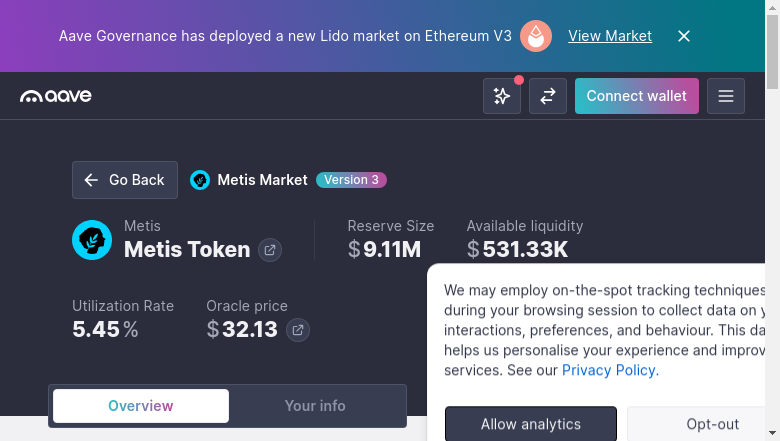 Aave Governance has deployed a new Lido market on Ethereum V3 View Market
aave
Connect wallet
Go Back
Metis Market
Version 3
Metis
Metis Token
Reserve Size
$9.11M
Available liquidity
$531.33K
Utilization Rate
5.45%
Oracle price
$32.13
We may employ on-the-spot tracking techniques
during your browsing session to collect data on
interactions, preferences, and behaviour. This da
helps us personalise your experience and improv
services. See our Privacy Policy.
Allow analytics
Opt-out
Overview
Your info